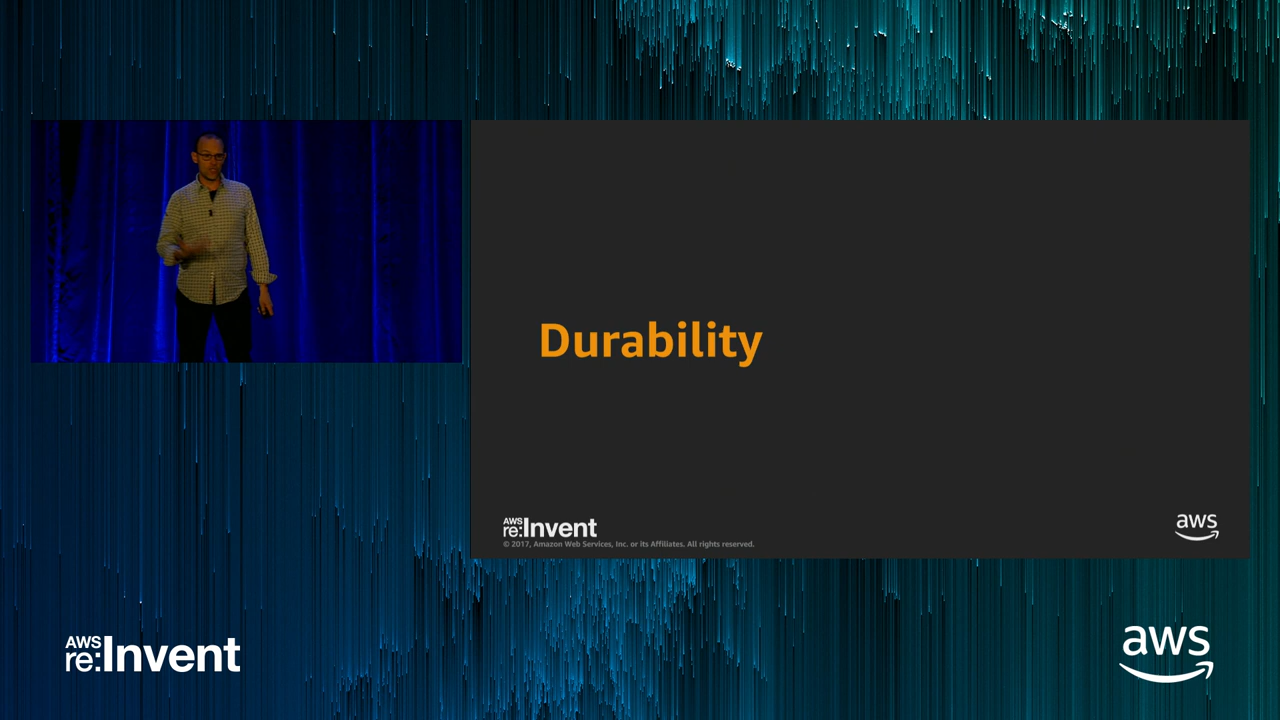 Durability
AWS
re:Invent
© 2017, Amazon Web Services, Inc. or its Affiliates. All rights reserved.
aws
AWS
re:Invent
aws